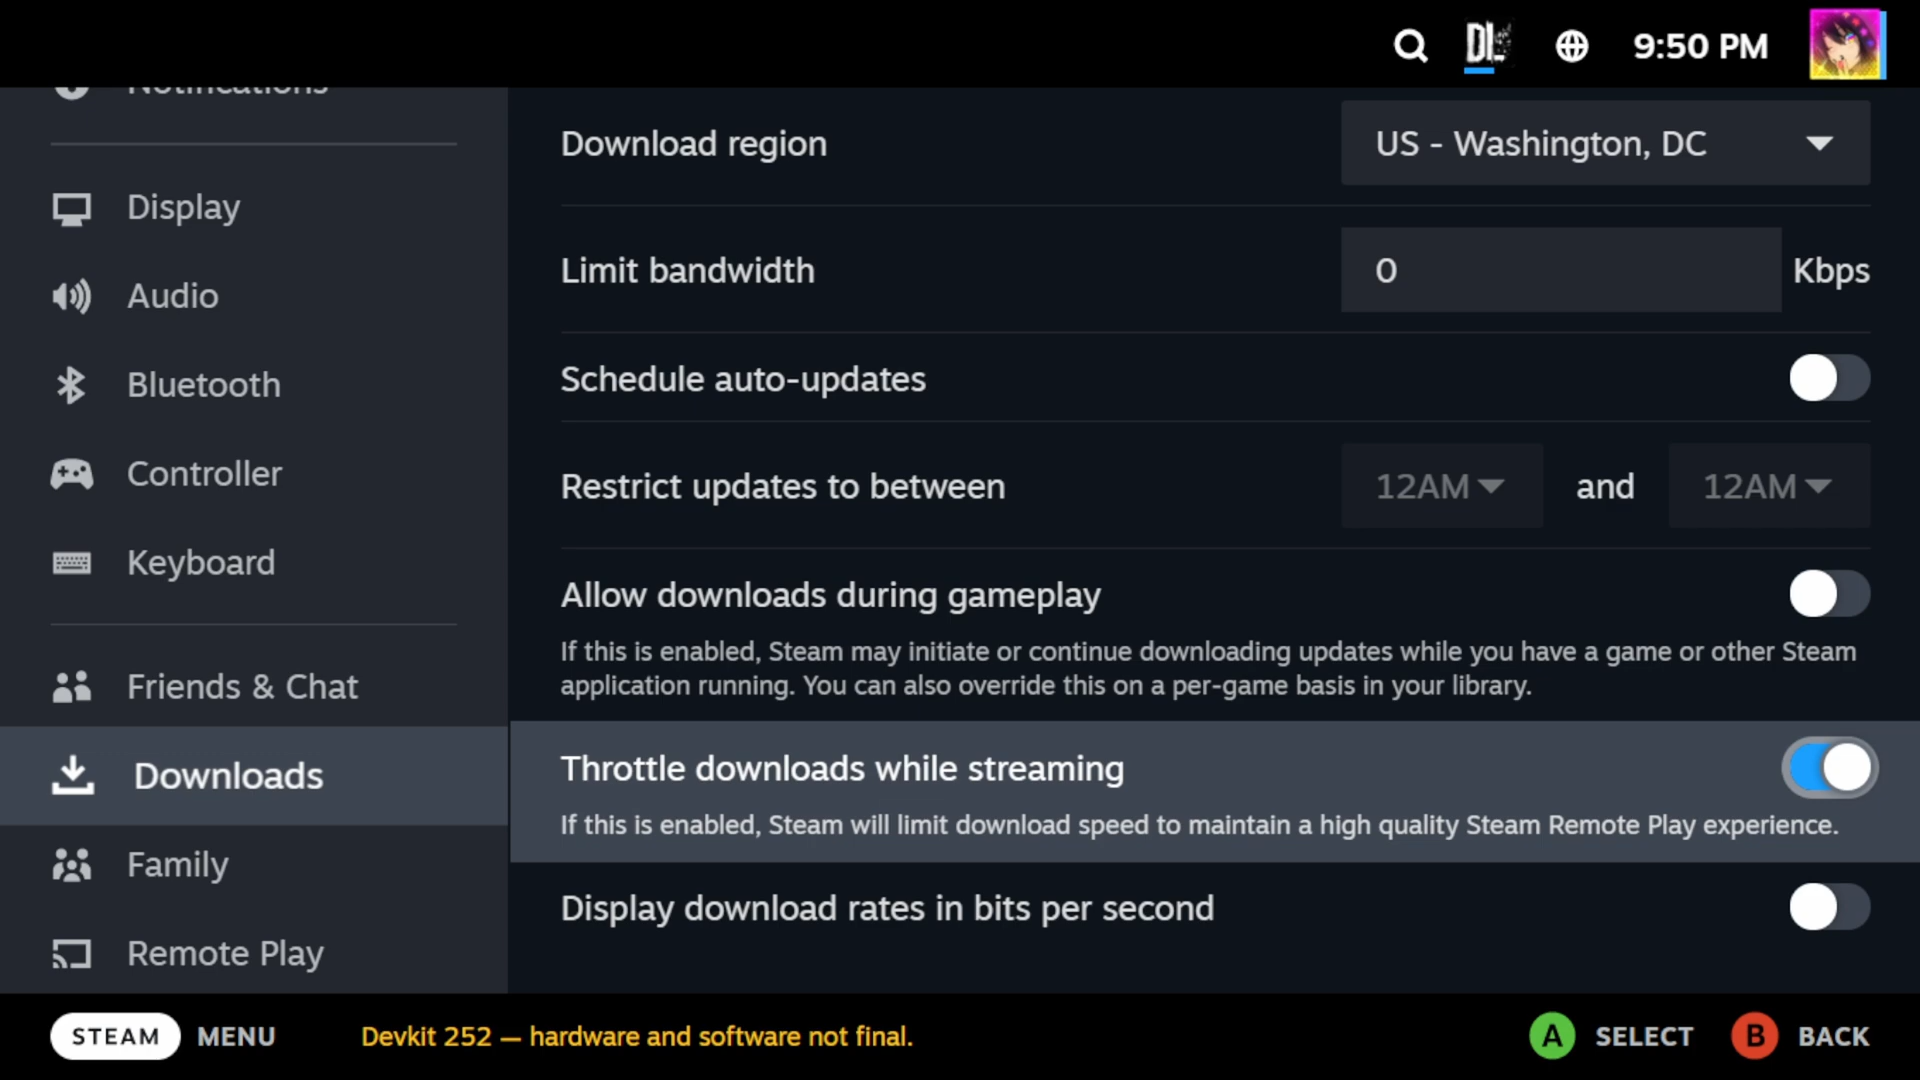 DL
9:50 PM
Notifications
Display
Audio
Bluetooth
Controller
Keyboard
Friends & Chat
Downloads
Family
Remote Play
Download region
US - Washington, DC
Limit bandwidth
0
Kbps
Schedule auto-updates
Restrict updates to between
12AM
and
12AM
Allow downloads during gameplay
If this is enabled, Steam may initiate or continue downloading updates while you have a game or other Steam
application running. You can also override this on a per-game basis in your library.
Throttle downloads while streaming
If this is enabled, Steam will limit download speed to maintain a high quality Steam Remote Play experience.
Display download rates in bits per second
STEAM MENU
Devkit 252 — hardware and software not final.
A SELECT
B BACK